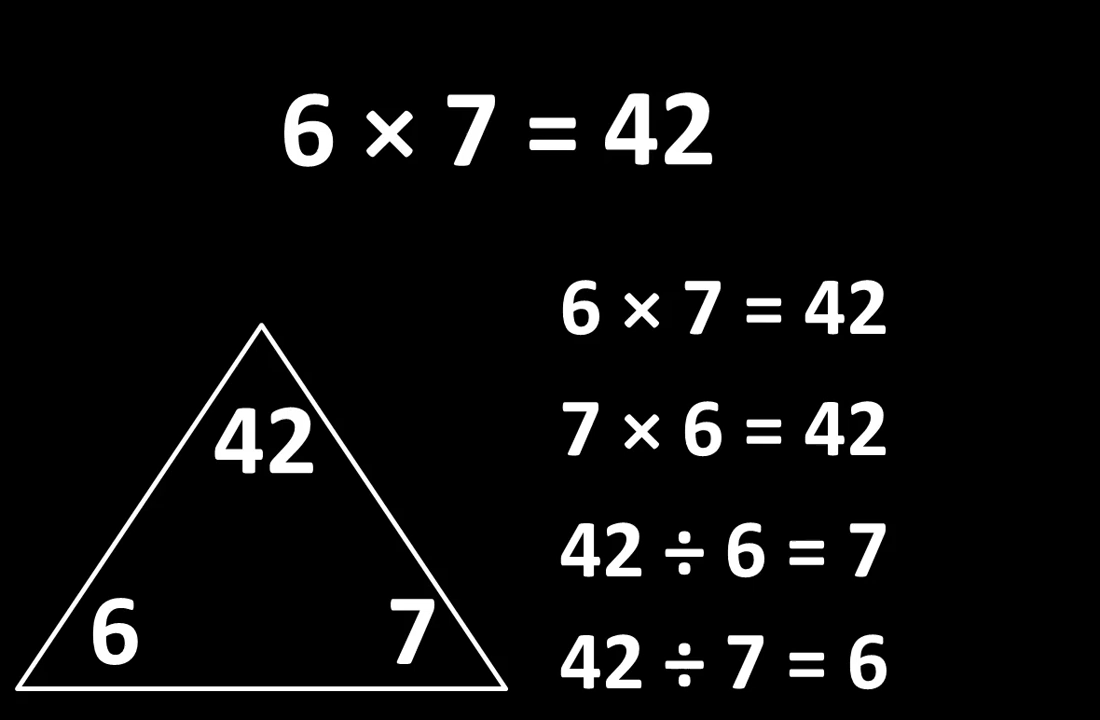 6 × 7 = 42
6 × 7 = 42
7 × 6 = 42
42 ÷ 6 = 7
42 ÷ 7 = 6
42
6 7